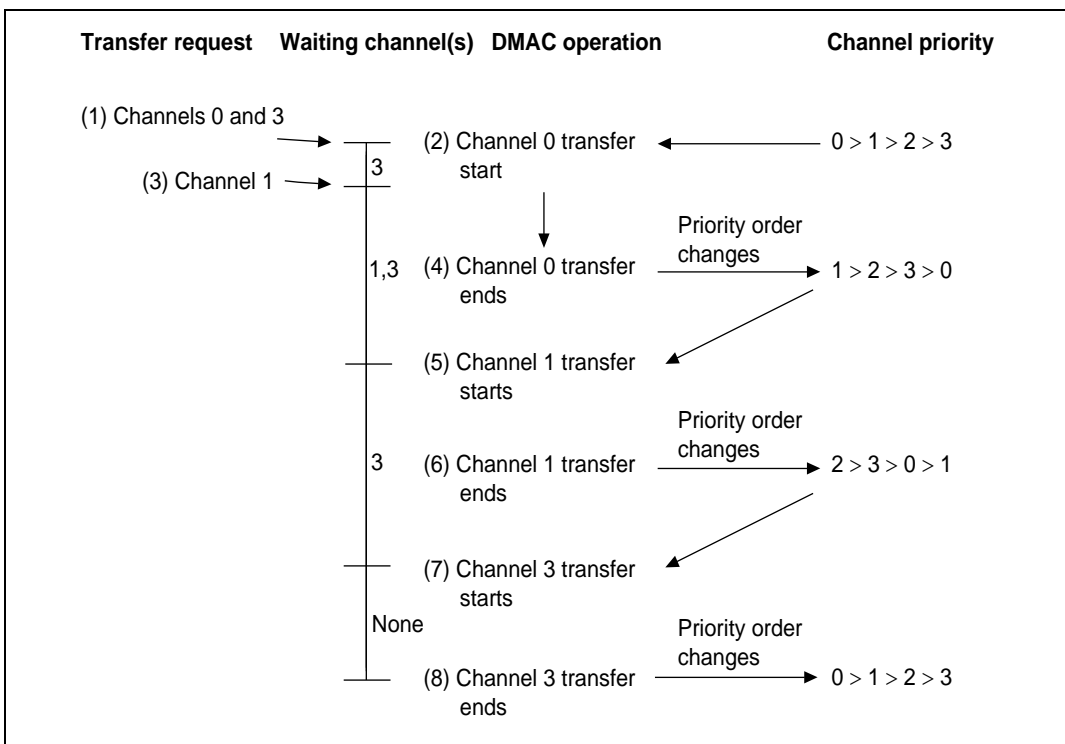 Transfer request Waiting channel(s) DMAC operation Channel priority
(1) Channels 0 and 3
(2) Channel 0 transfer
start
0 > 1 > 2 > 3
3
(3) Channel 1
Priority order
changes
1,3
(4) Channel 0 transfer
ends
1 > 2 > 3 > 0
(5) Channel 1 transfer
starts
Priority order
changes
3
(6) Channel 1 transfer
ends
2 > 3 > 0 > 1
(7) Channel 3 transfer
starts
None
Priority order
changes
(8) Channel 3 transfer
ends
0 > 1 > 2 > 3